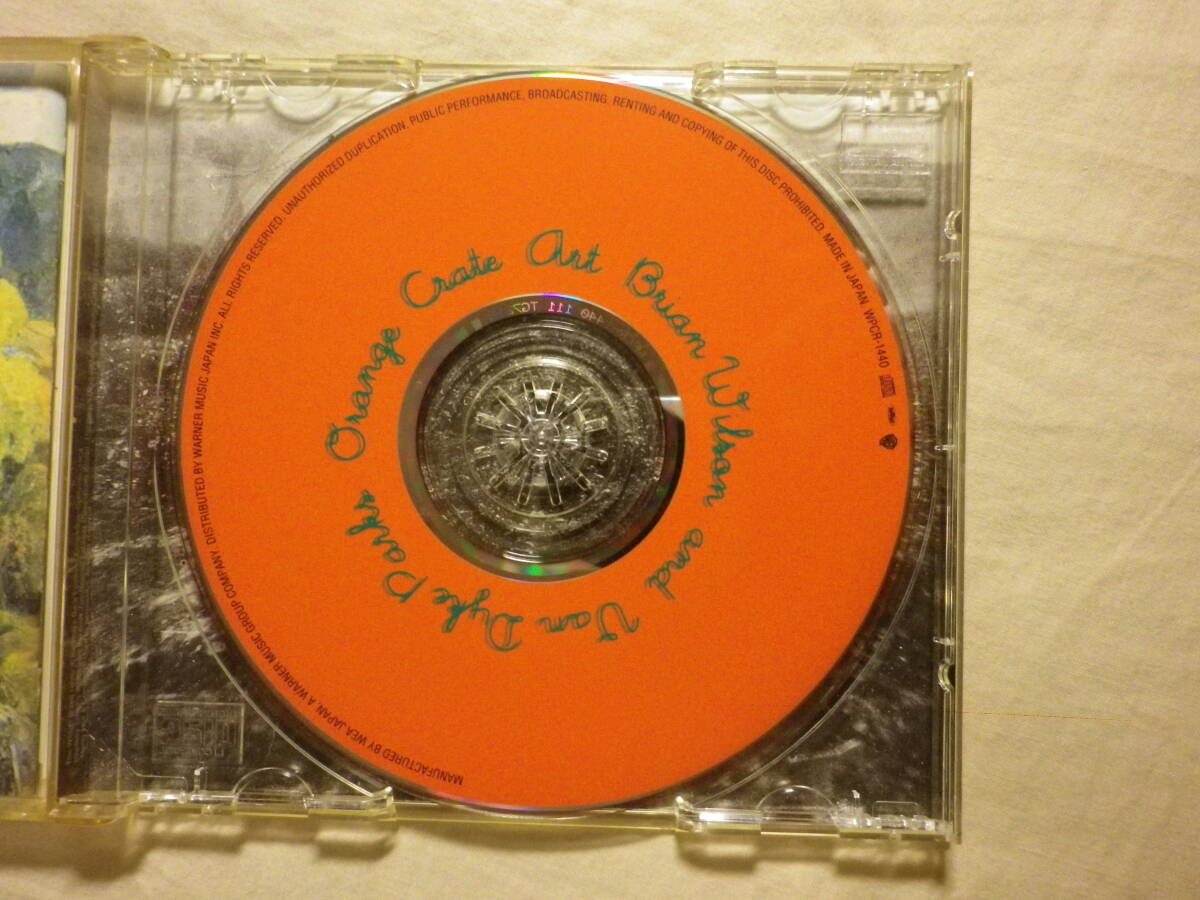 Orange Crate Art Brian Wilson and Van Dyke Parks
MANUFACTURED BY WEA JAPAN, A WARNER MUSIC GROUP COMPANY. DISTRIBUTED BY WARNER MUSIC JAPAN INC. ALL RIGHTS RESERVED. UNAUTHORIZED DUPLICATION, PUBLIC PERFORMANCE, BROADCASTING, RENTING AND COPYING OF THIS DISC PROHIBITED. MADE IN JAPAN. WPCR-1440